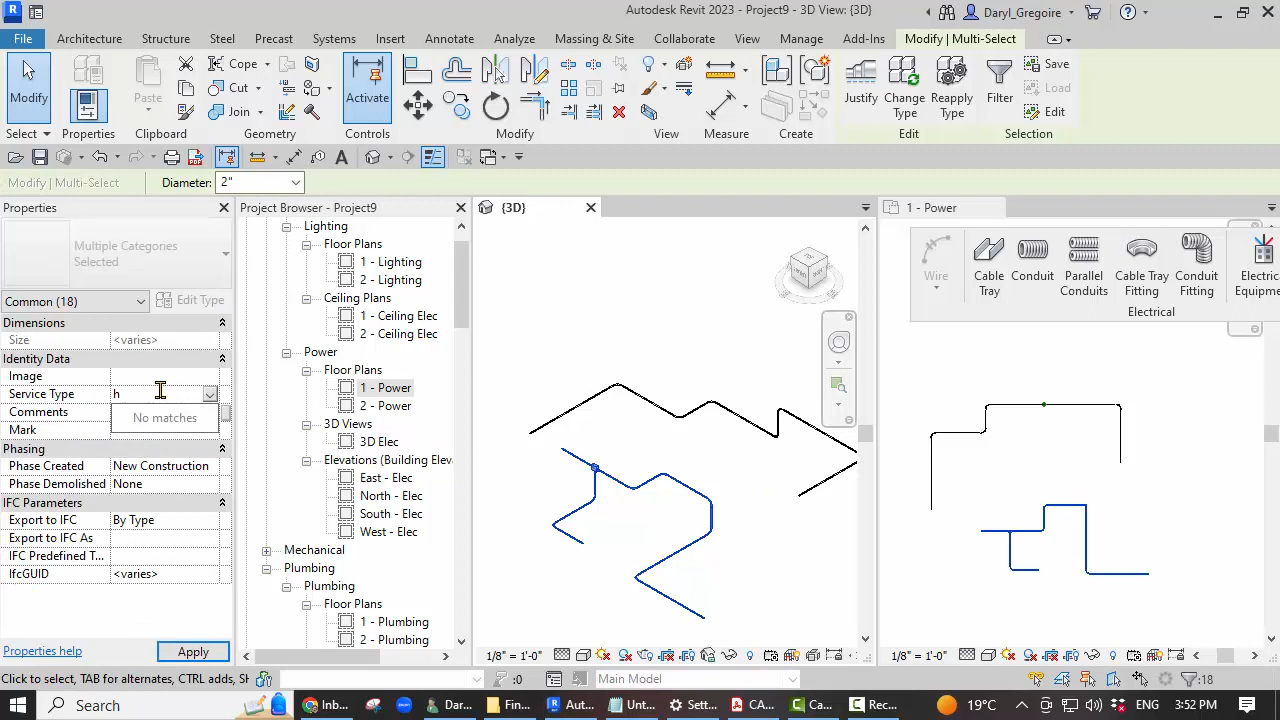 Autodesk Revit 2023 - Project9 - 3D View: {3D}
Daryl_Gregoire
File Architecture Structure Steel Precast Systems Insert Annotate Analyze Massing & Site Collaborate View Manage Add-Ins Modify | Multi-Select
Modify
Paste
Cope
Cut
Join
Activate
Justify
Change Type
Reapply Type
Filter
Save
Load
Edit
Select Properties Clipboard Geometry Controls Modify View Measure Create Edit Selection
Modify | Multi-Select Diameter: 2"
Properties
Multiple Categories Selected
Common (18) Edit Type
Dimensions
Size <varies>
Identity Data
Image
Service Type h
Comments No matches
Mark
Phasing
Phase Created New Construction
Phase Demolished None
IFC Parameters
Export to IFC By Type
Export to IFC As
IFC Predefined T...
IfcGUID <varies>
Properties help Apply
Project Browser - Project9
Lighting
Floor Plans
1 - Lighting
2 - Lighting
Ceiling Plans
1 - Ceiling Elec
2 - Ceiling Elec
Power
Floor Plans
1 - Power
2 - Power
3D Views
3D Elec
Elevations (Building Eleva
East - Elec
North - Elec
South - Elec
West - Elec
Mechanical
Plumbing
Plumbing
Floor Plans
1 - Plumbing
2 - Plumbing
{3D}
1 - Power
Wire
Cable Tray
Conduit
Parallel Conduits
Cable Tray Fitting
Conduit Fitting
Electric Equipme
Electrical
1/8" = 1'-0"
1/8" = 1'-0"
Click to select, TAB for alternates, CTRL adds, SH :0 Main Model :18
Search Inb... Dar... Fin... Aut... Unt... Sett... CA... Ca... Rec... 19°C ENG 3:52 PM